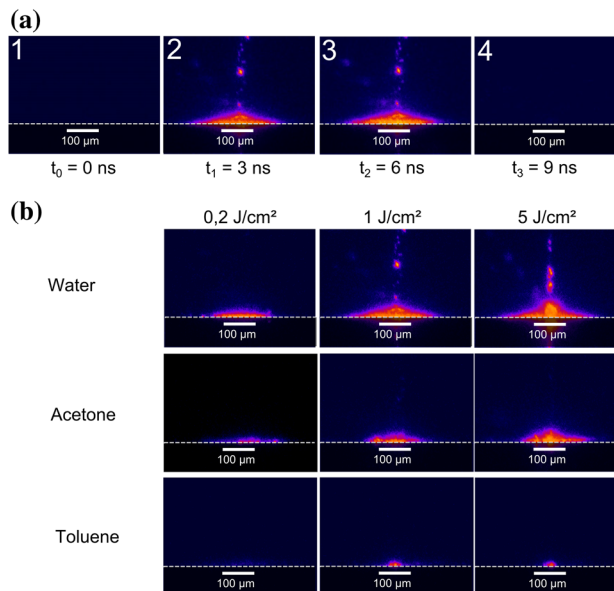 (a)
1 2 3 4
100 µm 100 µm 100 µm 100 µm
t₀ = 0 ns t₁ = 3 ns t₂ = 6 ns t₃ = 9 ns
(b)
0,2 J/cm² 1 J/cm² 5 J/cm²
Water
100 µm 100 µm 100 µm
Acetone
100 µm 100 µm 100 µm
Toluene
100 µm 100 µm 100 µm